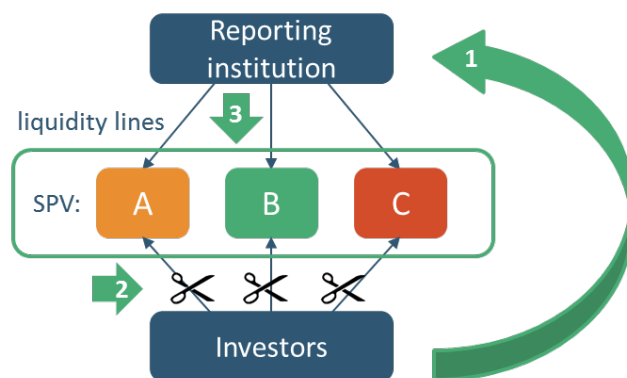 Reporting
institution
1
3
liquidity lines
SPV:
A
B
C
2
Investors